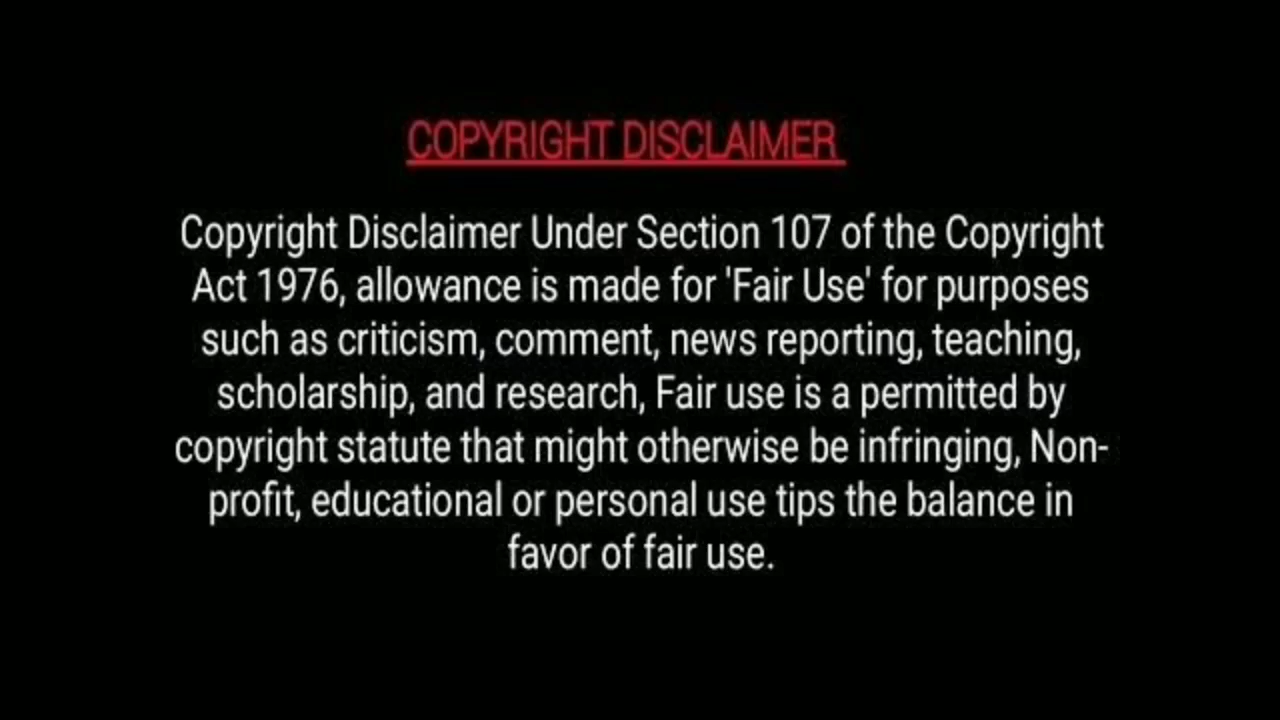 COPYRIGHT DISCLAIMER
Copyright Disclaimer Under Section 107 of the Copyright
Act 1976, allowance is made for 'Fair Use' for purposes
such as criticism, comment, news reporting, teaching,
scholarship, and research, Fair use is a permitted by
copyright statute that might otherwise be infringing, Non-
profit, educational or personal use tips the balance in
favor of fair use.